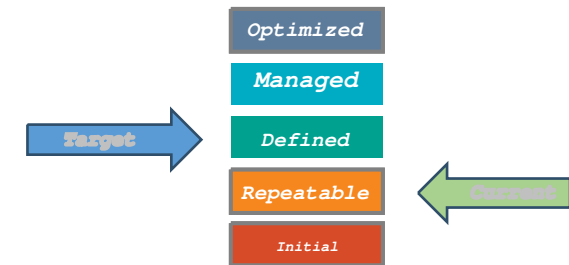 Optimized
Managed
Target
Defined
Repeatable
Current
Initial